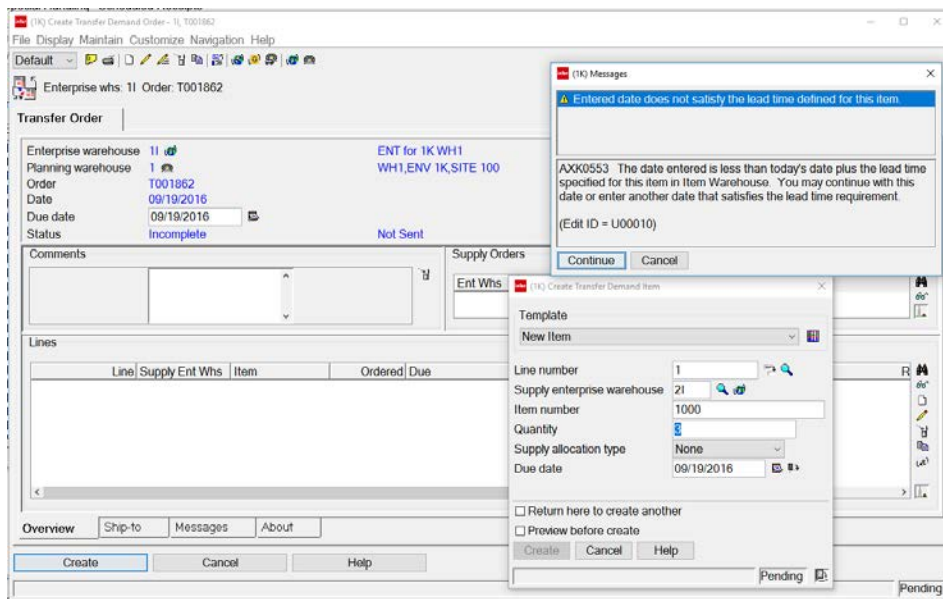 Special Handling - Scheduled Receipts
(1K) Create Transfer Demand Order - 1I, T001862
File Display Maintain Customize Navigation Help
Default
Enterprise whs: 1I Order: T001862
Transfer Order
Enterprise warehouse 1I ENT for 1K WH1
Planning warehouse 1 WH1,ENV 1K,SITE 100
Order T001862
Date 09/19/2016
Due date 09/19/2016
Status Incomplete Not Sent
Comments
Supply Orders
Ent Whs
Lines
Line Supply Ent Whs Item Ordered Due R
Overview Ship-to Messages About
Create Cancel Help
Pending
(1K) Messages
Entered date does not satisfy the lead time defined for this item.
AXK0553 The date entered is less than today's date plus the lead time
specified for this item in Item Warehouse. You may continue with this
date or enter another date that satisfies the lead time requirement.
(Edit ID = U00010)
Continue Cancel
(1K) Create Transfer Demand Item
Template
New Item
Line number 1
Supply enterprise warehouse 2I
Item number 1000
Quantity 3
Supply allocation type None
Due date 09/19/2016
Return here to create another
Preview before create
Create Cancel Help
Pending